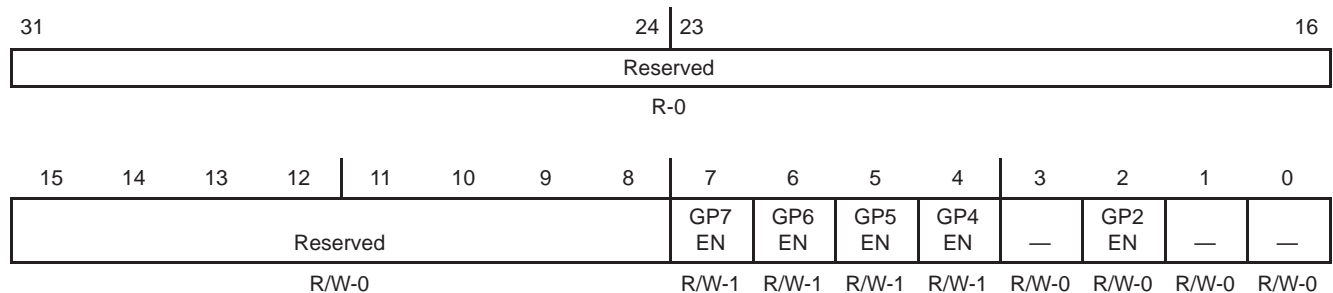 31 24 23 16
Reserved
R-0
15 14 13 12 11 10 9 8 7 6 5 4 3 2 1 0
GP7 GP6 GP5 GP4 GP2
Reserved EN EN EN EN — EN — —
R/W-0 R/W-1 R/W-1 R/W-1 R/W-1 R/W-0 R/W-0 R/W-0 R/W-0